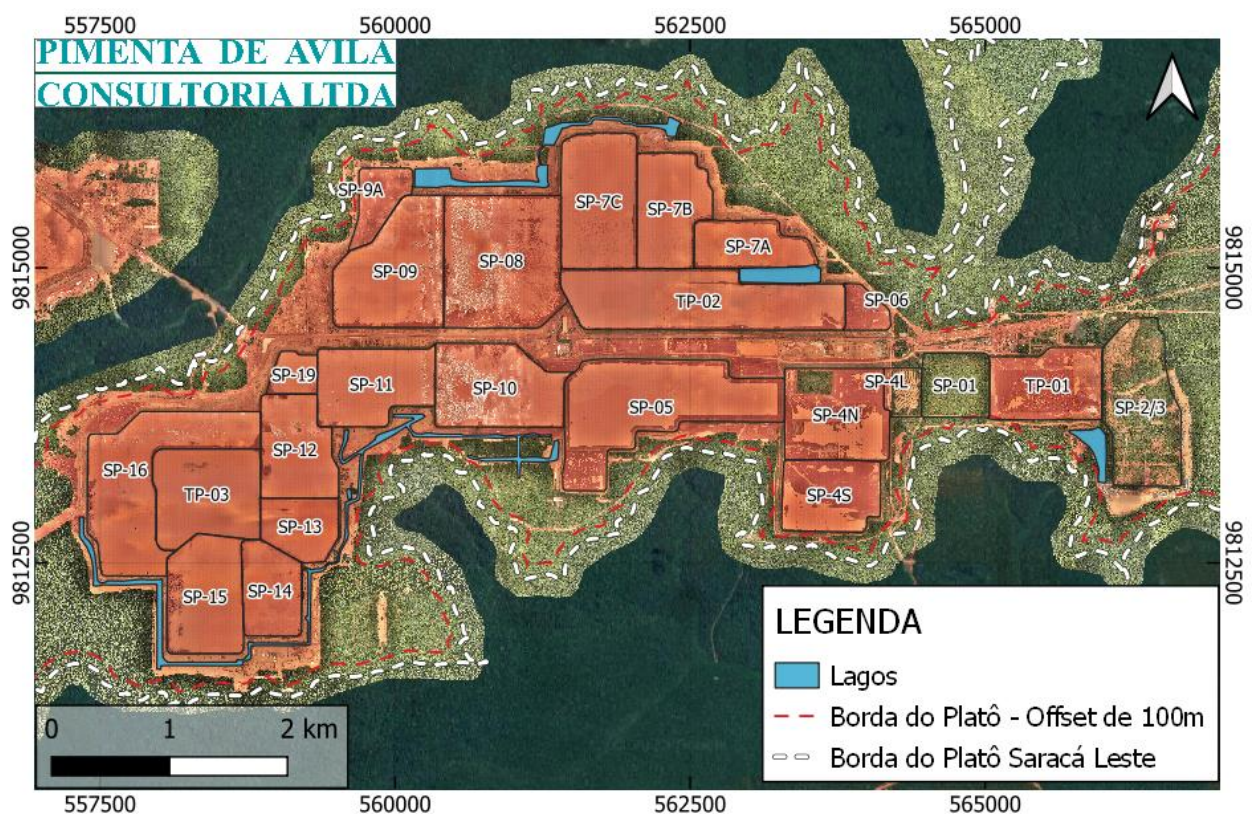 557500 560000 562500 565000
PIMENTA DE AVILA
CONSULTORIA LTDA
SP-9A
SP-7C
SP-7B
SP-7A
9815000
SP-09
SP-08
9815000
TP-02
SP-06
SP-19
SP-11
SP-10
SP-05
SP-4L
SP-01
TP-01
SP-2/3
SP-4N
SP-16
SP-12
TP-03
SP-4S
SP-13
9812500
SP-15
SP-14
9812500
LEGENDA
Lagos
Borda do Platô - Offset de 100m
Borda do Platô Saracá Leste
0 1 2 km
557500 560000 562500 565000